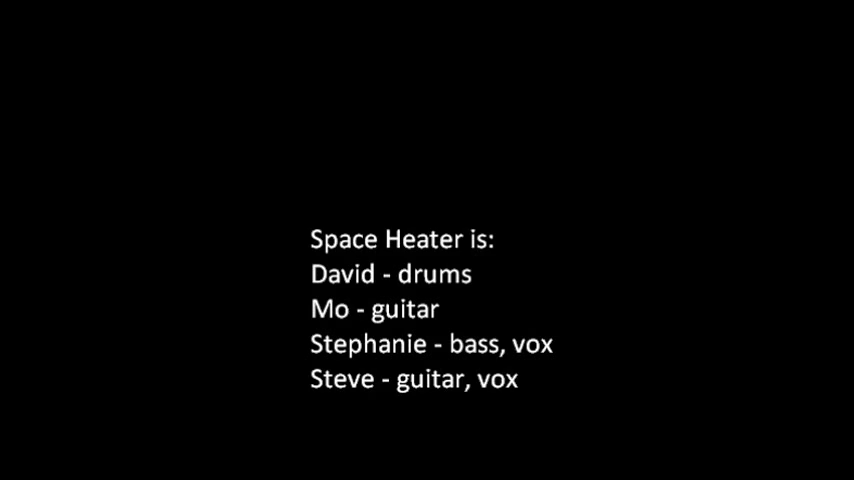 Space Heater is:
David - drums
Mo - guitar
Stephanie - bass, vox
Steve - guitar, vox